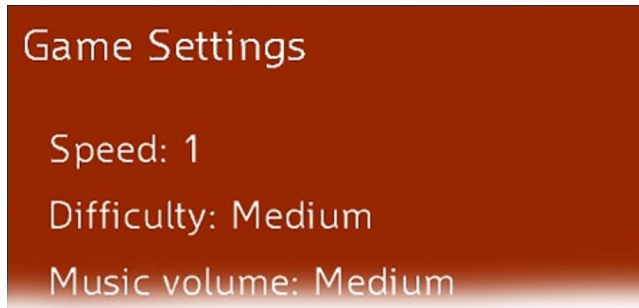 Game Settings
Speed: 1
Difficulty: Medium
Music volume: Medium